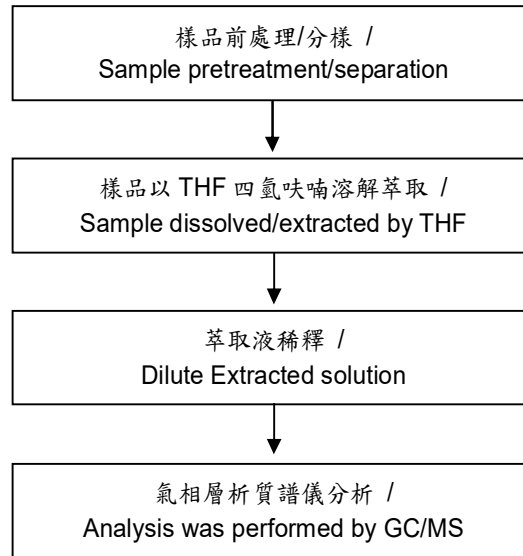 樣品前處理/分樣 /
Sample pretreatment/separation
樣品以 THF 四氫呋喃溶解萃取 /
Sample dissolved/extracted by THF
萃取液稀釋 /
Dilute Extracted solution
氣相層析質譜儀分析 /
Analysis was performed by GC/MS